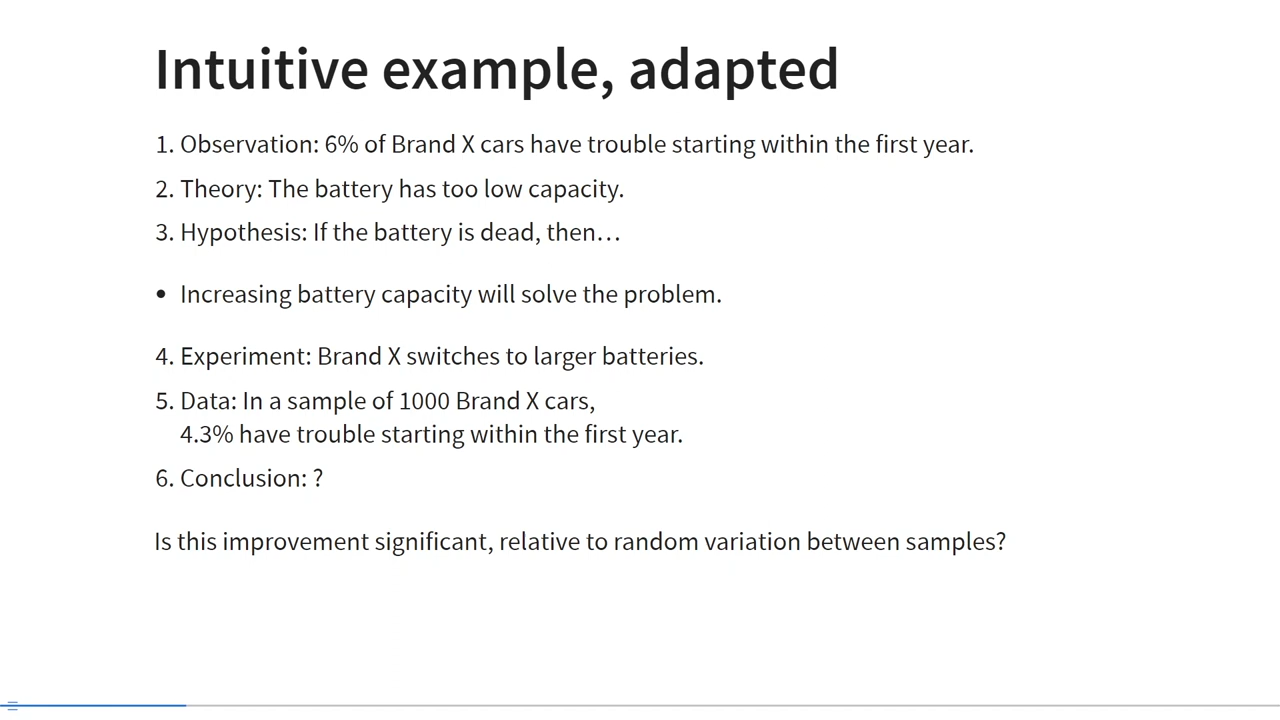 Intuitive example, adapted
1. Observation: 6% of Brand X cars have trouble starting within the first year.
2. Theory: The battery has too low capacity.
3. Hypothesis: If the battery is dead, then…
• Increasing battery capacity will solve the problem.
4. Experiment: Brand X switches to larger batteries.
5. Data: In a sample of 1000 Brand X cars,
4.3% have trouble starting within the first year.
6. Conclusion: ?
Is this improvement significant, relative to random variation between samples?